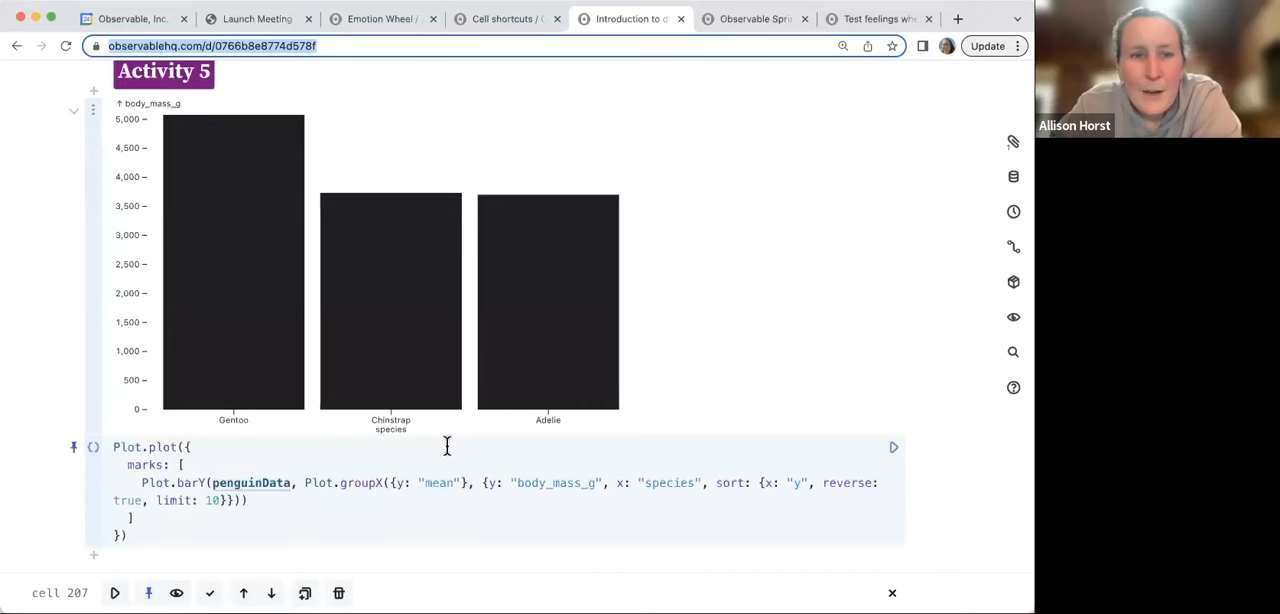 Observable, Inc.
Launch Meeting
Emotion Wheel /
Cell shortcuts /
Introduction to d
Observable Spri
Test feelings whe
observablehq.com/d/0766b8e8774d578f
Update
Activity 5
↑ body_mass_g
5,000
4,500
4,000
3,500
3,000
2,500
2,000
1,500
1,000
500
0
Gentoo
Chinstrap
Adelie
species
Plot.plot({
marks: [
Plot.barY(penguinData, Plot.groupX({y: "mean"}, {y: "body_mass_g", x: "species", sort: {x: "y", reverse:
true, limit: 10}}))
]
})
cell 207
Allison Horst